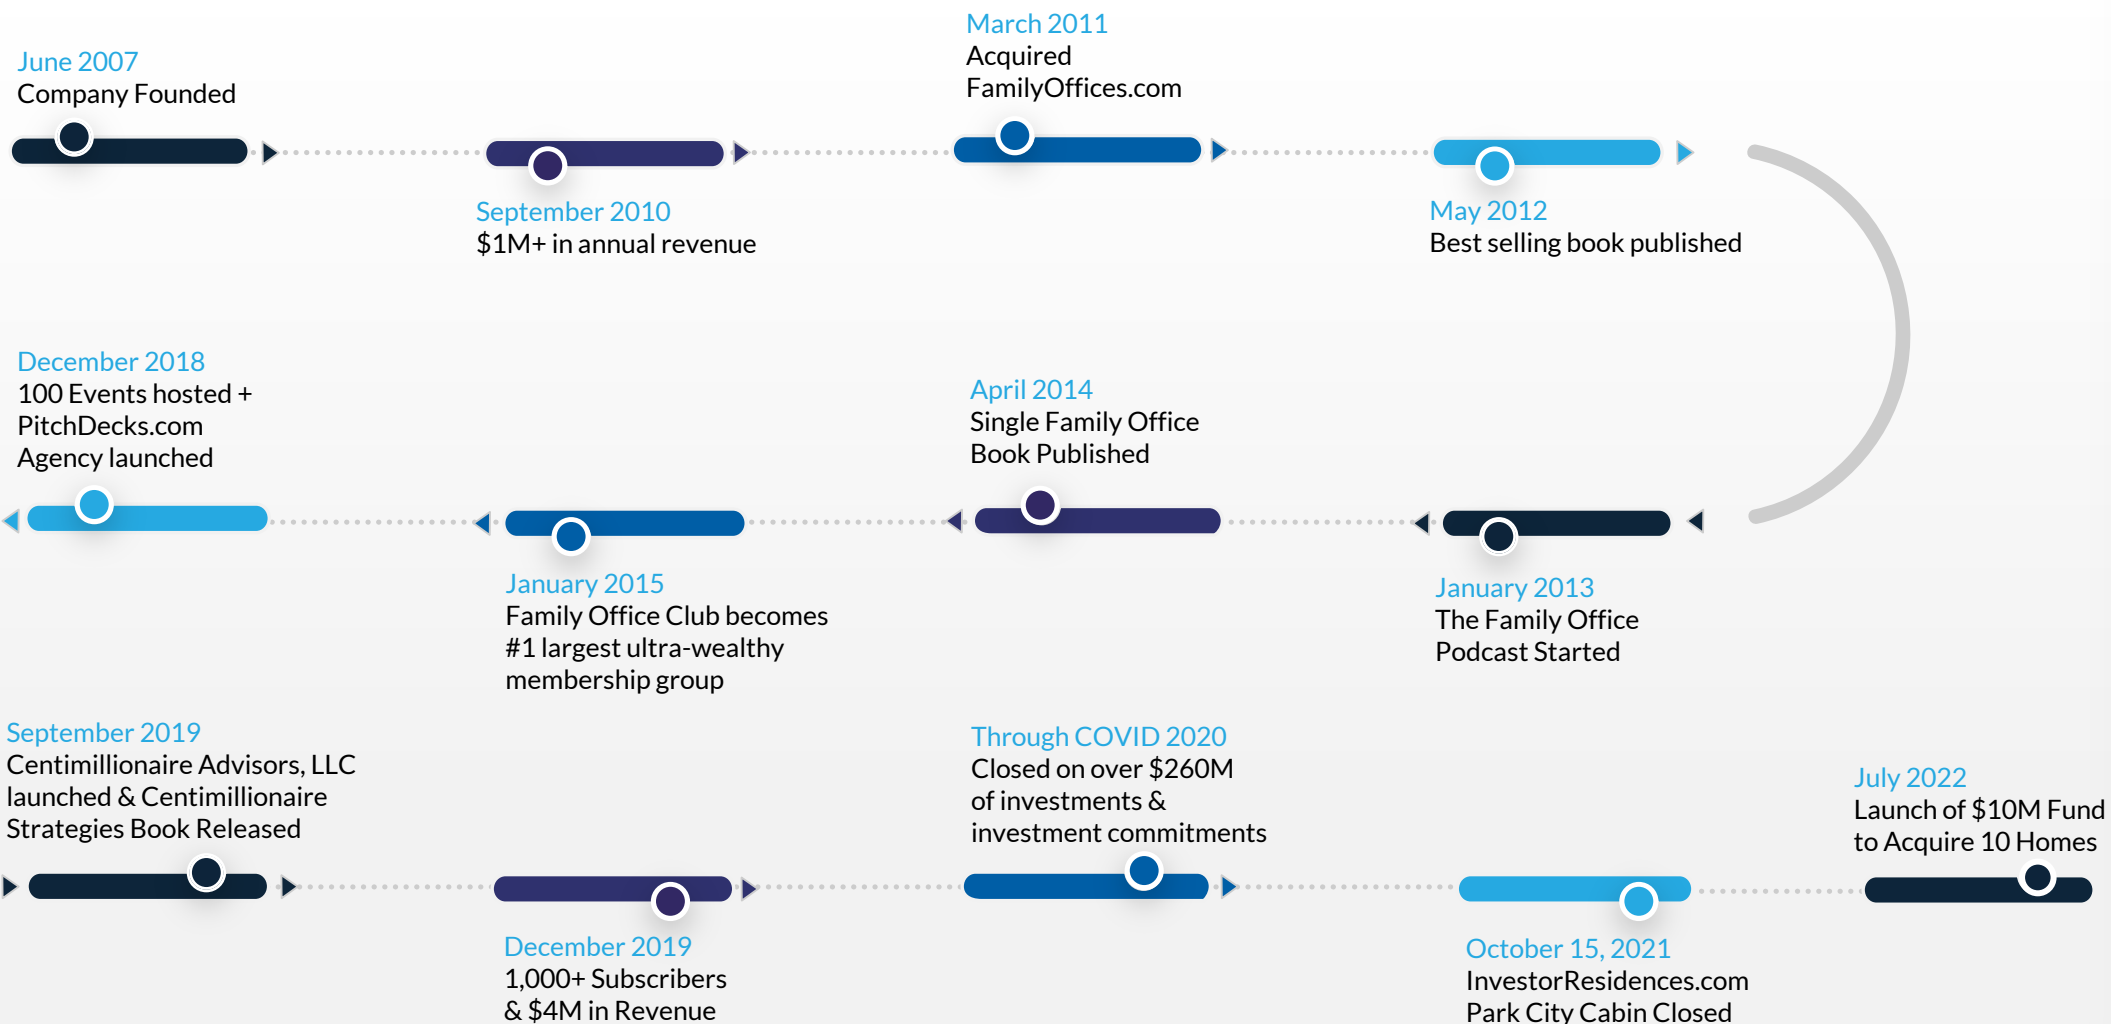 June 2007
Company Founded
September 2010
$1M+ in annual revenue
March 2011
Acquired
FamilyOffices.com
May 2012
Best selling book published
January 2013
The Family Office
Podcast Started
April 2014
Single Family Office
Book Published
January 2015
Family Office Club becomes
#1 largest ultra-wealthy
membership group
December 2018
100 Events hosted +
PitchDecks.com
Agency launched
September 2019
Centimillionaire Advisors, LLC
launched & Centimillionaire
Strategies Book Released
December 2019
1,000+ Subscribers
& $4M in Revenue
Through COVID 2020
Closed on over $260M
of investments &
investment commitments
October 15, 2021
InvestorResidences.com
Park City Cabin Closed
July 2022
Launch of $10M Fund
to Acquire 10 Homes